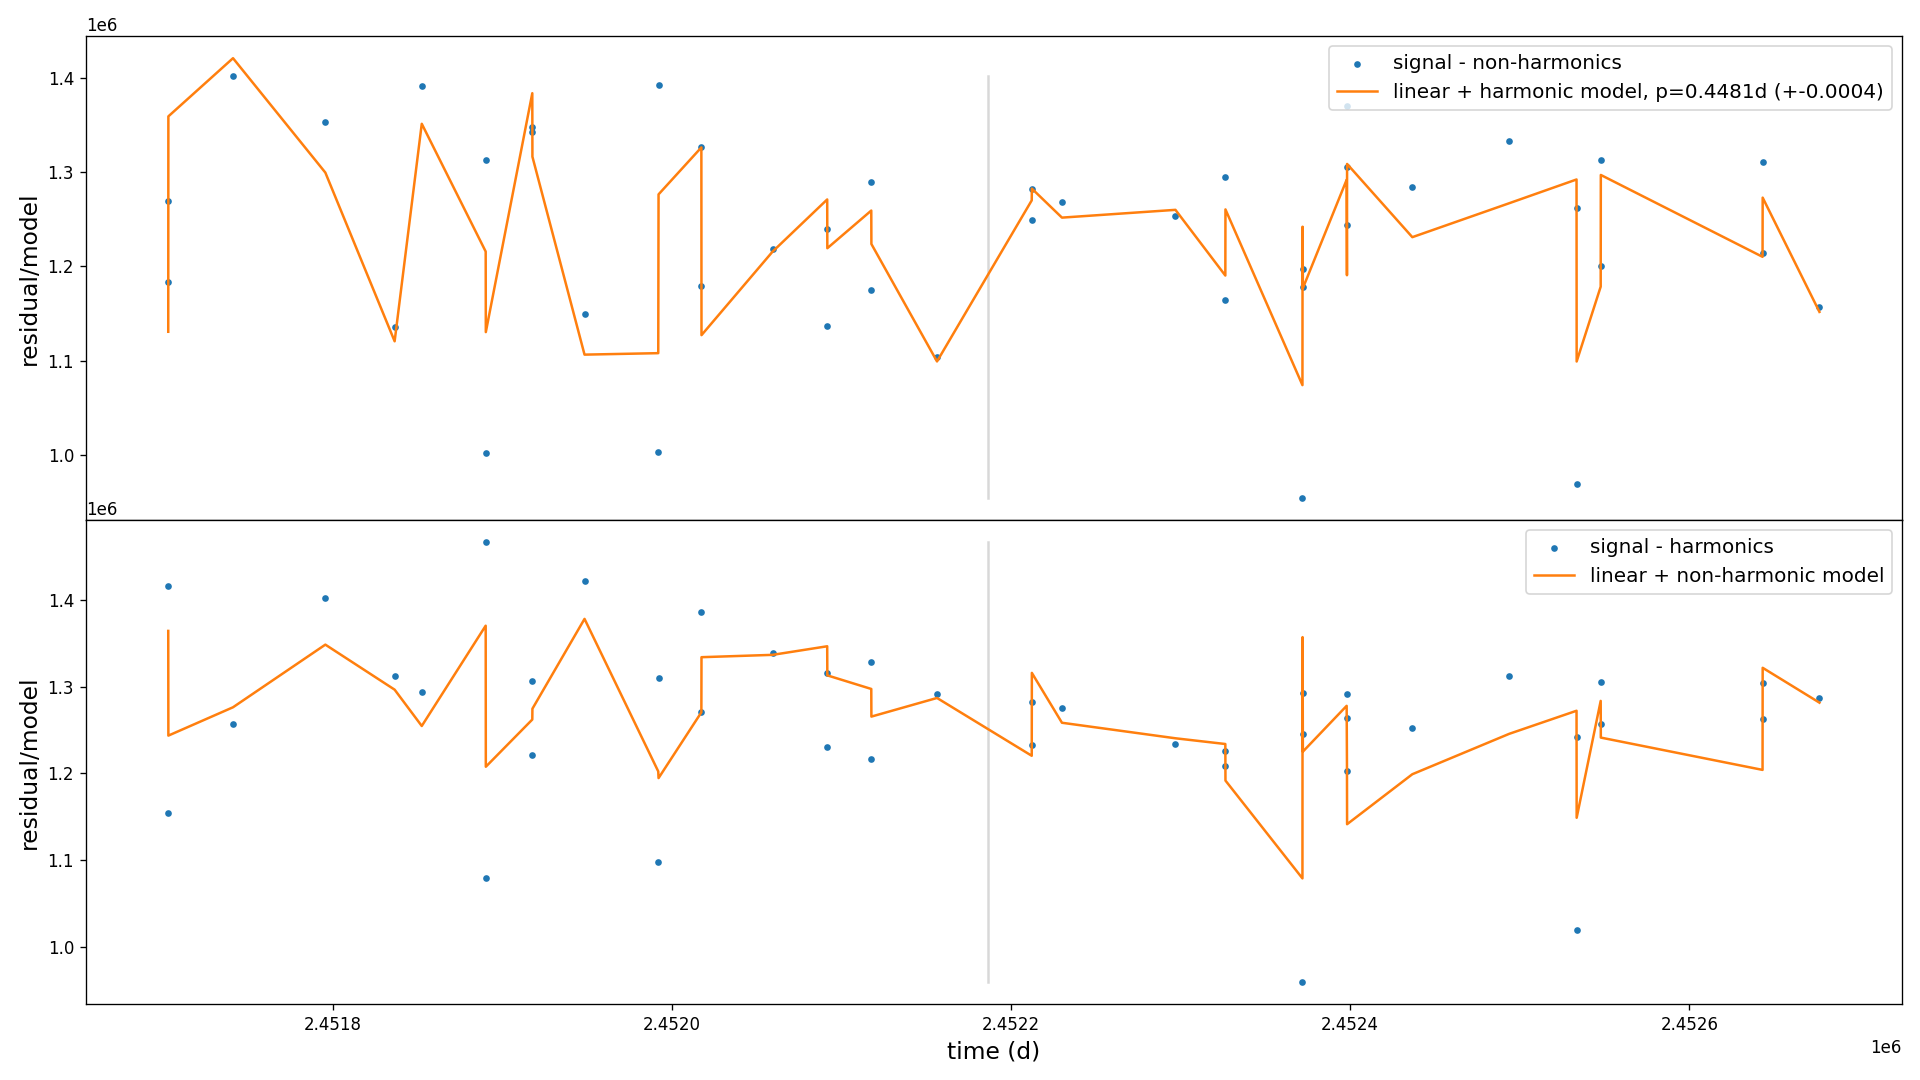 1e6
signal - non-harmonics
linear + harmonic model, p=0.4481d (+-0.0004)
1.4
1.3
1.2
1.1
1.0
residual/model
1e6
signal - harmonics
linear + non-harmonic model
1.4
1.3
1.2
1.1
1.0
residual/model
2.4518
2.4520
2.4522
2.4524
2.4526
time (d)
1e6